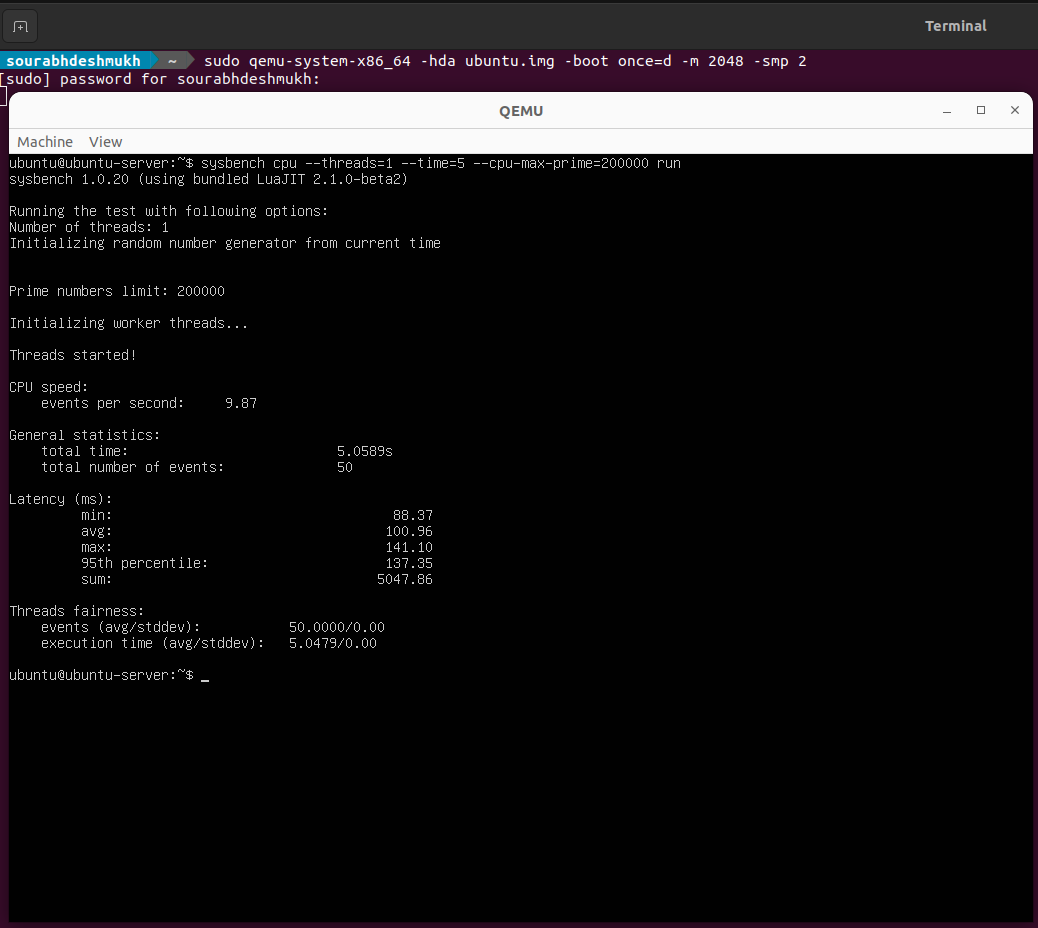 Terminal
sourabhdeshmukh ~ sudo qemu-system-x86_64 -hda ubuntu.img -boot once=d -m 2048 -smp 2
[sudo] password for sourabhdeshmukh:
QEMU
Machine View
ubuntu@ubuntu-server:~$ sysbench cpu --threads=1 --time=5 --cpu-max-prime=200000 run
sysbench 1.0.20 (using bundled LuaJIT 2.1.0-beta2)
Running the test with following options:
Number of threads: 1
Initializing random number generator from current time
Prime numbers limit: 200000
Initializing worker threads...
Threads started!
CPU speed:
events per second: 9.87
General statistics:
total time: 5.0589s
total number of events: 50
Latency (ms):
min: 88.37
avg: 100.96
max: 141.10
95th percentile: 137.35
sum: 5047.86
Threads fairness:
events (avg/stddev): 50.0000/0.00
execution time (avg/stddev): 5.0479/0.00
ubuntu@ubuntu-server:~$ _